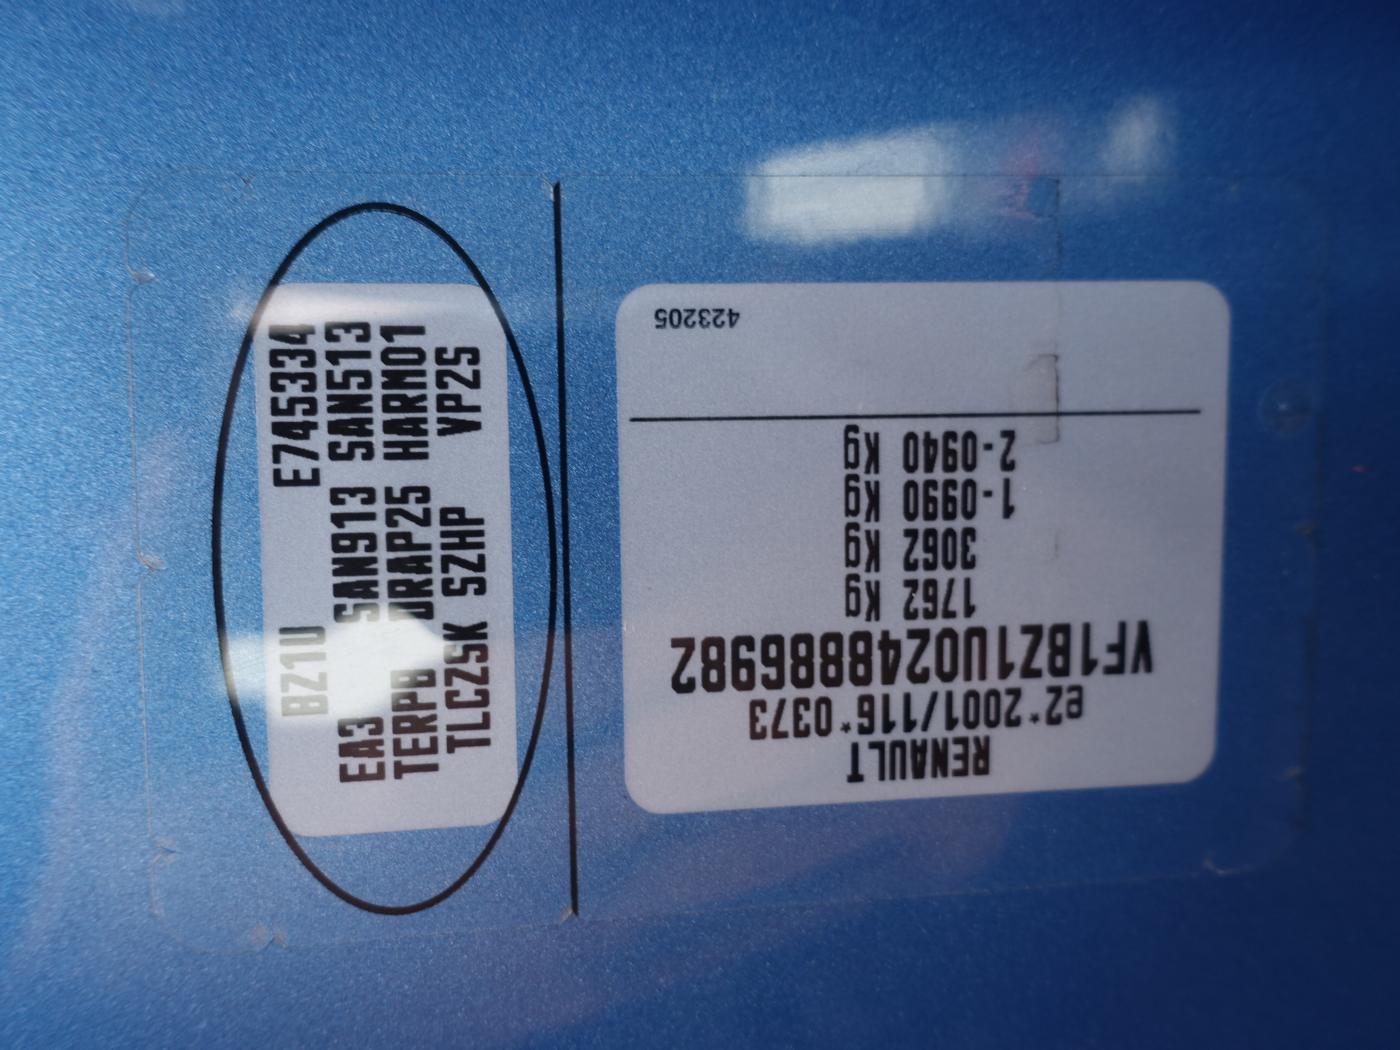 RENAULT
e2*2001/116*0373
VF1BZ1U0248886982
1762 Kg
3062 Kg
1-0990 Kg
2-0940 Kg
423205
BZ1U E745334
EA3 SAN913 SAN513
TERPB DRAP25 HARM01
TLCZSK SZHP VP2S